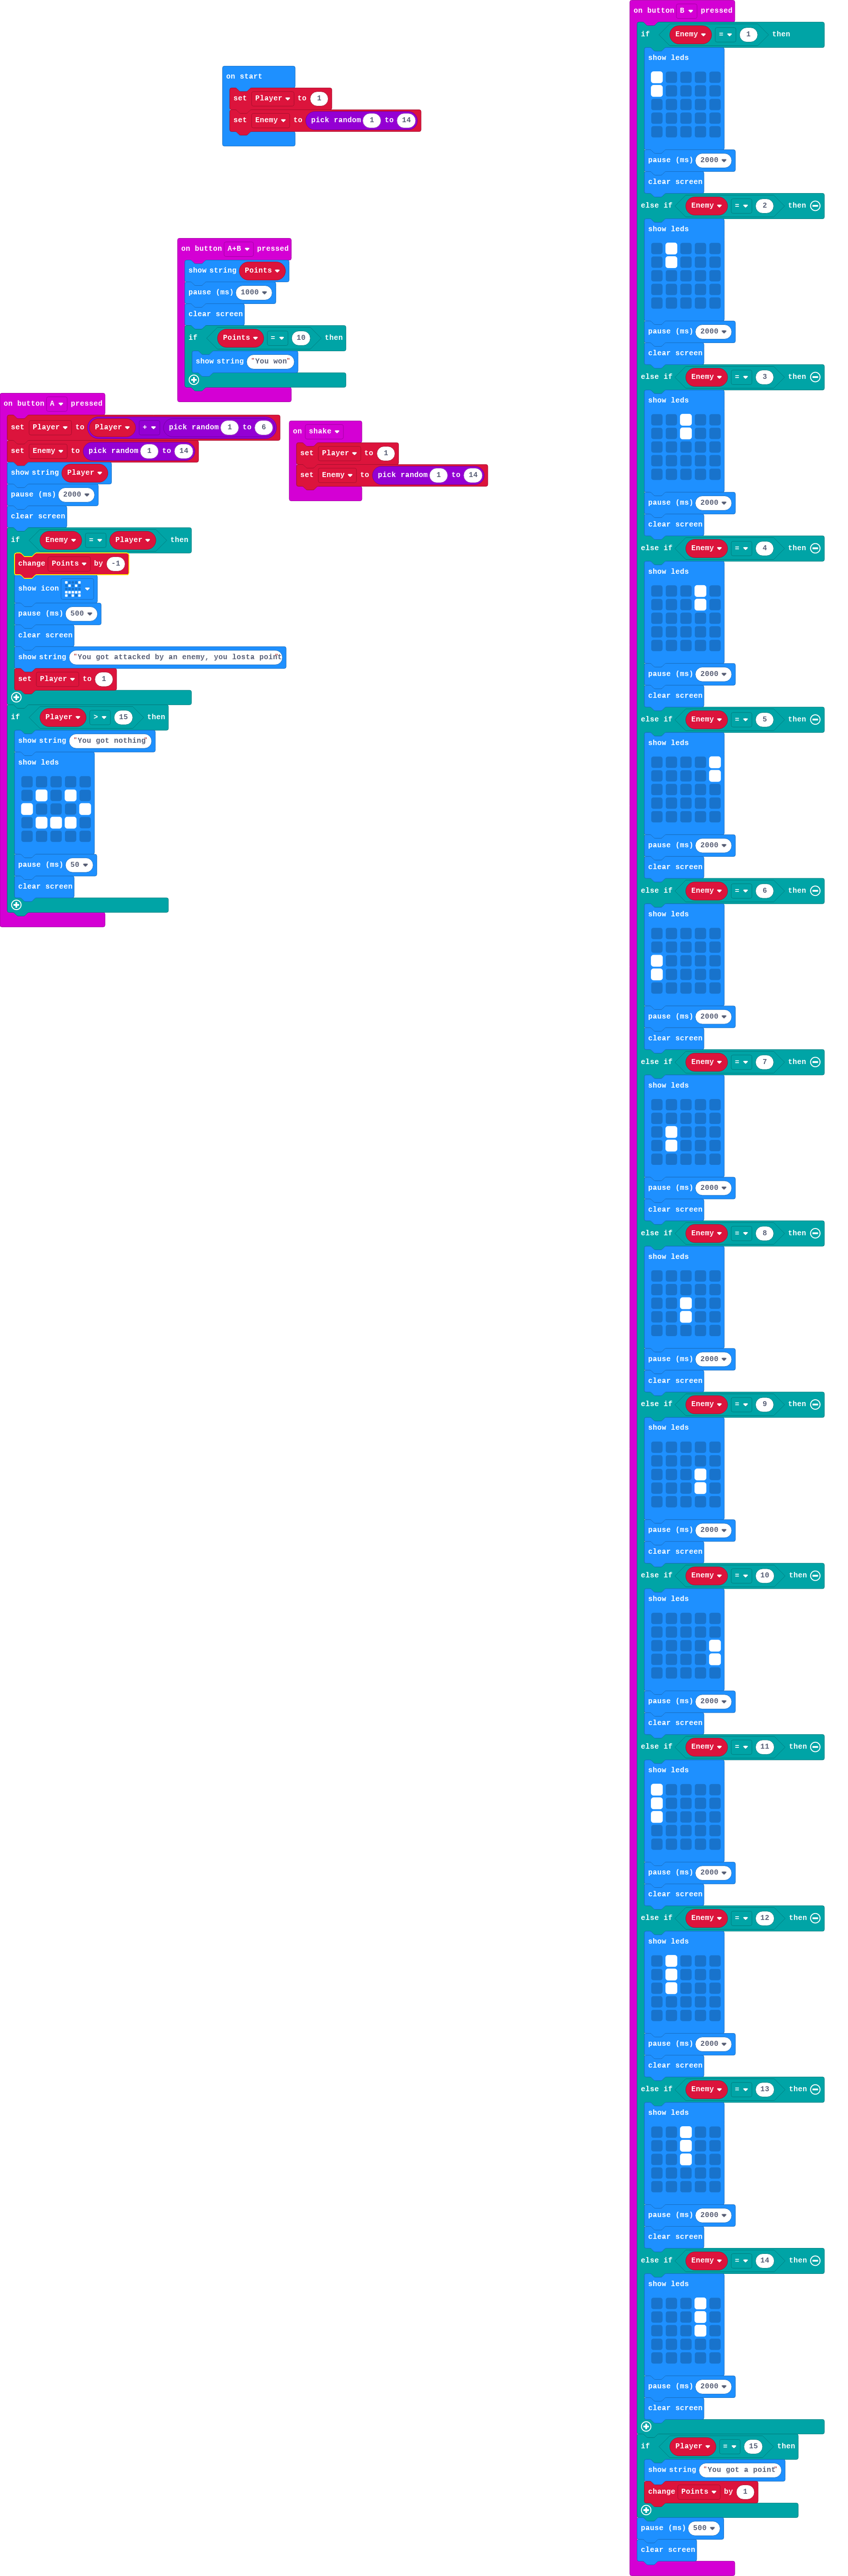 on start
set Player to 1
set Enemy to pick random 1 to 14
on button A+B pressed
show string Points
pause (ms) 1000
clear screen
if Points = 10 then
show string "You won"
on button A pressed
set Player to Player + pick random 1 to 6
set Enemy to pick random 1 to 14
show string Player
pause (ms) 2000
clear screen
if Enemy = Player then
change Points by -1
show icon
pause (ms) 500
clear screen
show string "You got attacked by an enemy, you losta point"
set Player to 1
if Player > 15 then
show string "You got nothing"
show leds
pause (ms) 50
clear screen
on shake
set Player to 1
set Enemy to pick random 1 to 14
on button B pressed
if Enemy = 1 then
show leds
pause (ms) 2000
clear screen
else if Enemy = 2 then
show leds
pause (ms) 2000
clear screen
else if Enemy = 3 then
show leds
pause (ms) 2000
clear screen
else if Enemy = 4 then
show leds
pause (ms) 2000
clear screen
else if Enemy = 5 then
show leds
pause (ms) 2000
clear screen
else if Enemy = 6 then
show leds
pause (ms) 2000
clear screen
else if Enemy = 7 then
show leds
pause (ms) 2000
clear screen
else if Enemy = 8 then
show leds
pause (ms) 2000
clear screen
else if Enemy = 9 then
show leds
pause (ms) 2000
clear screen
else if Enemy = 10 then
show leds
pause (ms) 2000
clear screen
else if Enemy = 11 then
show leds
pause (ms) 2000
clear screen
else if Enemy = 12 then
show leds
pause (ms) 2000
clear screen
else if Enemy = 13 then
show leds
pause (ms) 2000
clear screen
else if Enemy = 14 then
show leds
pause (ms) 2000
clear screen
if Player = 15 then
show string "You got a point"
change Points by 1
pause (ms) 500
clear screen